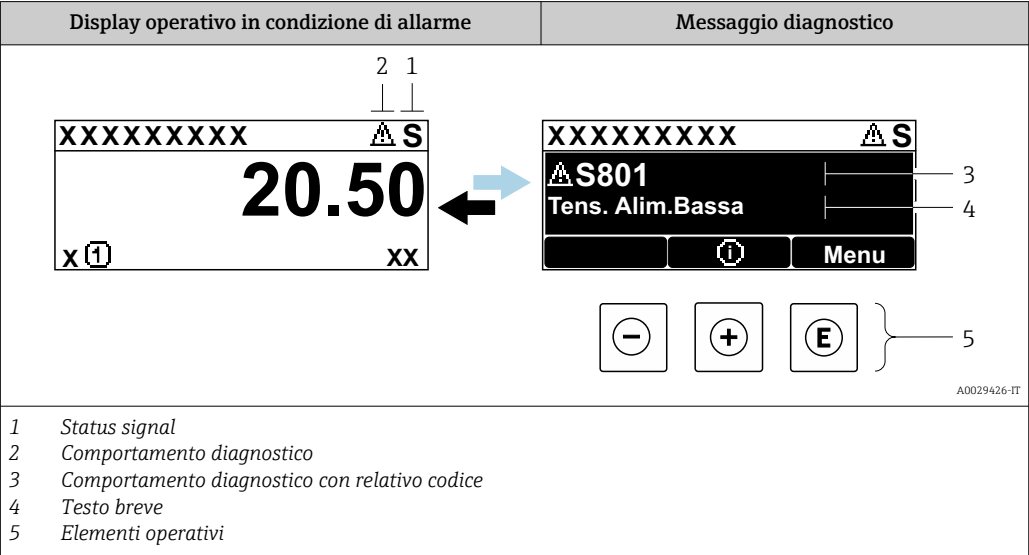 Display operativo in condizione di allarme
Messaggio diagnostico
2 1
XXXXXXXXX S
20.50
x 1 xx
XXXXXXXXX S
S801 3
Tens. Alim.Bassa 4
i Menu
− + E 5
A0029426-IT
1 Status signal
2 Comportamento diagnostico
3 Comportamento diagnostico con relativo codice
4 Testo breve
5 Elementi operativi